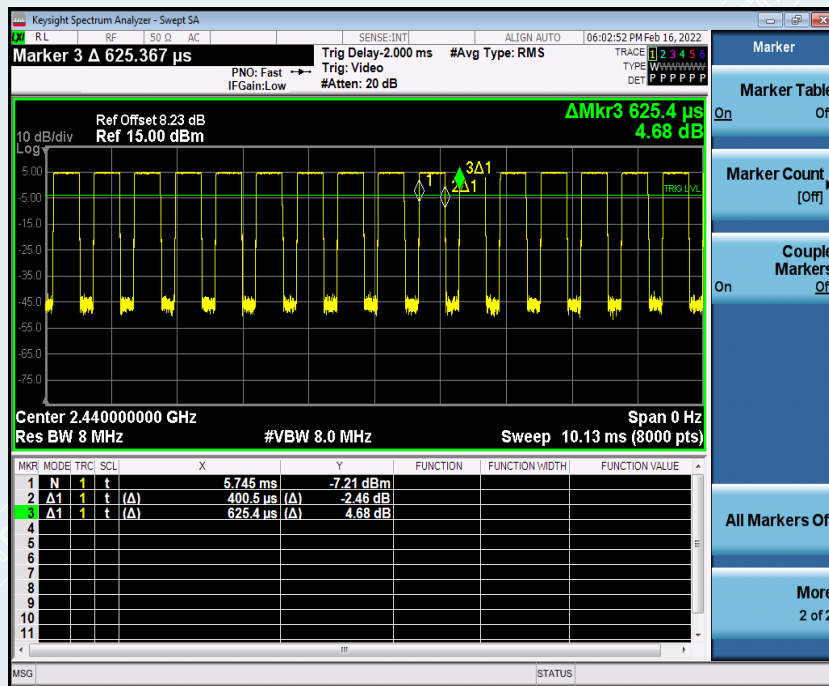 Keysight Spectrum Analyzer - Swept SA
LXI RL RF 50 Ω AC SENSE:INT ALIGN AUTO 06:02:52 PM Feb 16, 2022
Marker 3 Δ 625.367 µs
PNO: Fast
IFGain:Low
Trig Delay-2.000 ms
Trig: Video
#Atten: 20 dB
#Avg Type: RMS
TRACE 1 2 3 4 5 6
TYPE WWWWWW
DET P P P P P P
Ref Offset 8.23 dB
10 dB/div Ref 15.00 dBm
Log
ΔMkr3 625.4 µs
4.68 dB
5.00
-5.00
-15.0
-25.0
-35.0
-45.0
-55.0
-65.0
-75.0
1
2Δ1
3Δ1
TRIG LVL
Center 2.440000000 GHz Span 0 Hz
Res BW 8 MHz #VBW 8.0 MHz Sweep 10.13 ms (8000 pts)
MKR MODE TRC SCL X Y FUNCTION FUNCTION WIDTH FUNCTION VALUE
1 N 1 t 5.745 ms -7.21 dBm
2 Δ1 1 t (Δ) 400.5 µs (Δ) -2.46 dB
3 Δ1 1 t (Δ) 625.4 µs (Δ) 4.68 dB
4
5
6
7
8
9
10
11
MSG STATUS
Marker
Marker Table
On Of
Marker Count
[Off]
Couple
Markers
On Of
All Markers Of
More
2 of 2